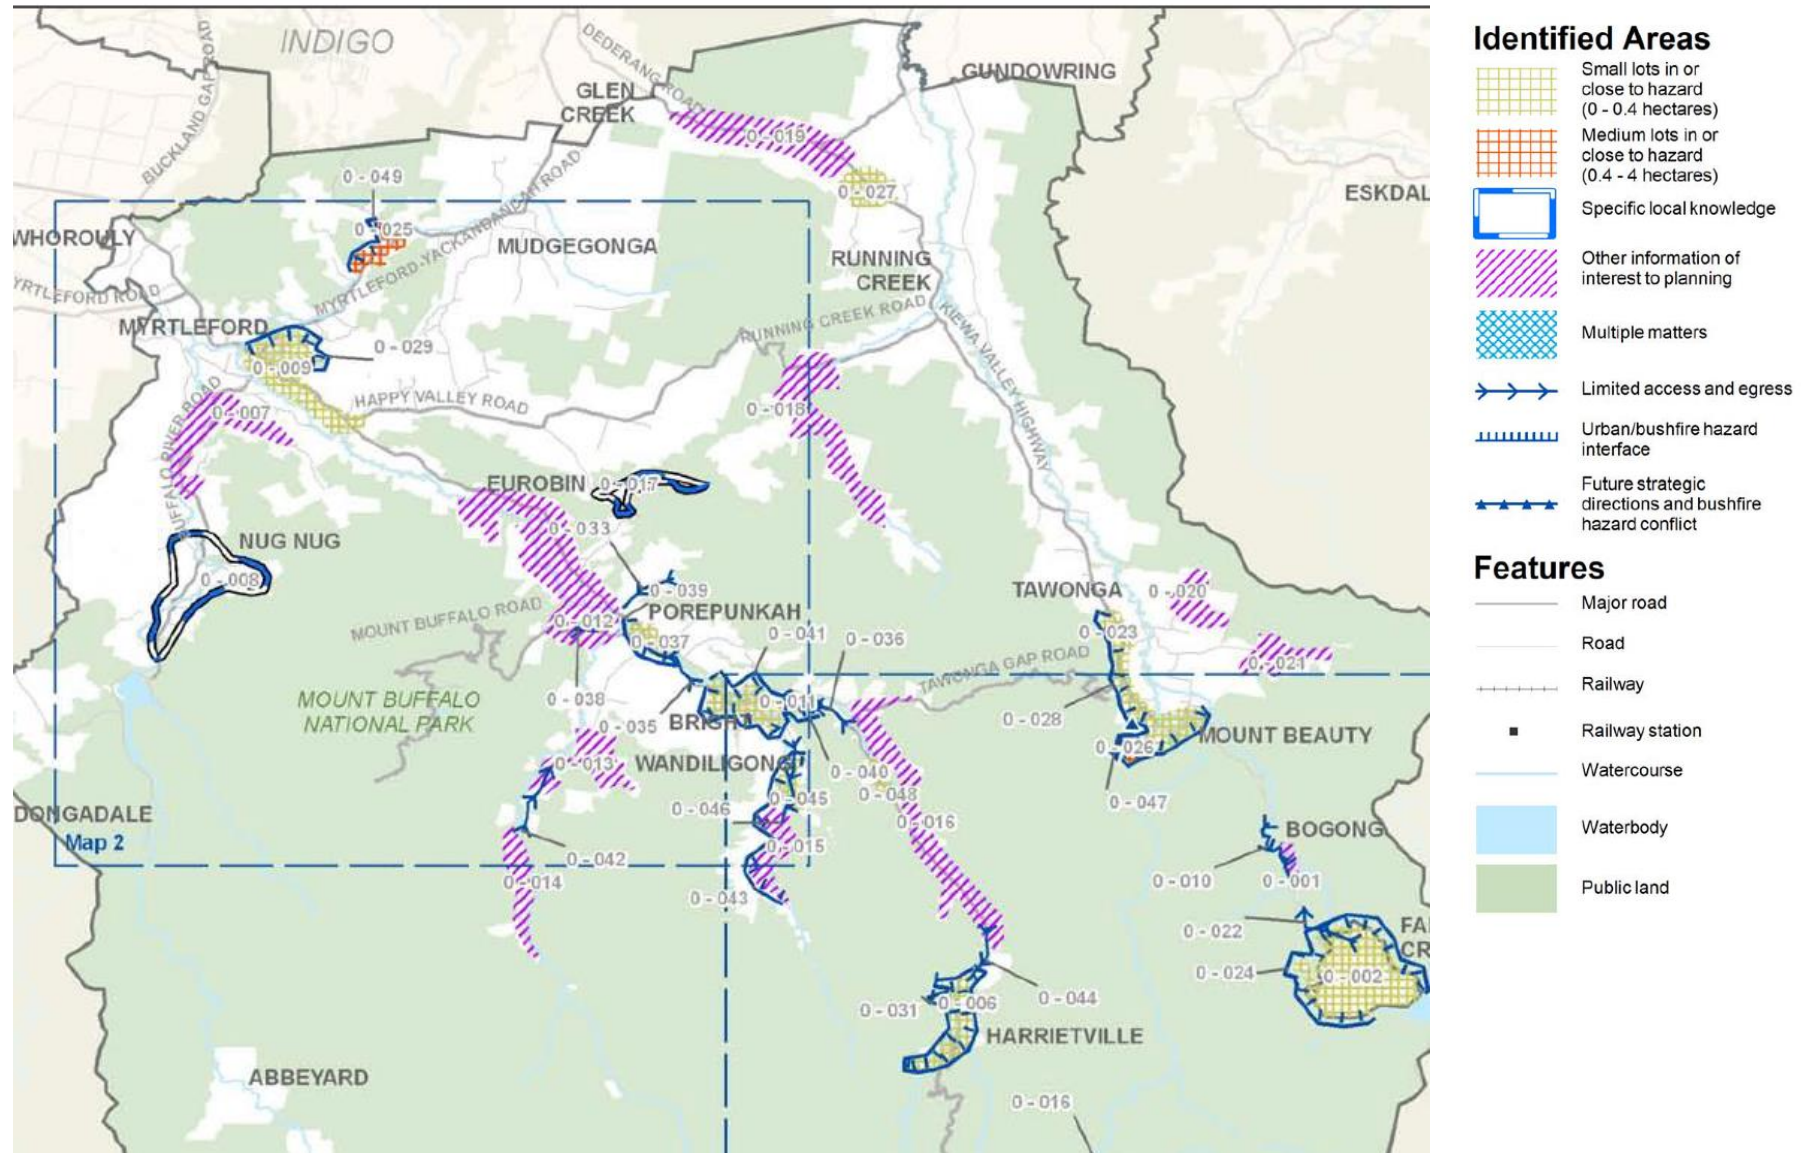 INDIGO
DEDERANG ROAD
GUNDOWRING
BUCKLAND GAP ROAD
GLEN
CREEK
0 - 019
0 - 049
0 - 027
ESKDAL
0 - 025
WHOROULY
MUDGEGONGA
MYRTLEFORD-YACKANDANDAH ROAD
RUNNING
CREEK
YRTLEFORD ROAD
MYRTLEFORD
RUNNING CREEK ROAD
KIEWA VALLEY HIGHWAY
0 - 029
0 - 009
HAPPY VALLEY ROAD
0 - 007
0 - 018
BUFFALO RIVER ROAD
EUROBIN
0 - 017
0 - 033
NUG NUG
0 - 008
0 - 039
TAWONGA
0 - 020
MOUNT BUFFALO ROAD
POREPUNKAH
0 - 012
0 - 037
0 - 041
0 - 036
0 - 023
0 - 021
TAWONGA GAP ROAD
MOUNT BUFFALO
NATIONAL PARK
0 - 038
0 - 011
0 - 035
BRIGHT
0 - 028
MOUNT BEAUTY
0 - 026
0 - 013
WANDILIGONG
0 - 040
0 - 048
0 - 045
0 - 047
0 - 046
DONGADALE
0 - 016
BOGONG
Map 2
0 - 015
0 - 042
0 - 014
0 - 010
0 - 001
0 - 043
0 - 022
FA
CR
0 - 024
0 - 002
0 - 044
0 - 031
0 - 006
HARRIETVILLE
ABBEYARD
0 - 016
Identified Areas
Small lots in or
close to hazard
(0 - 0.4 hectares)
Medium lots in or
close to hazard
(0.4 - 4 hectares)
Specific local knowledge
Other information of
interest to planning
Multiple matters
Limited access and egress
Urban/bushfire hazard
interface
Future strategic
directions and bushfire
hazard conflict
Features
Major road
Road
Railway
Railway station
Watercourse
Waterbody
Public land